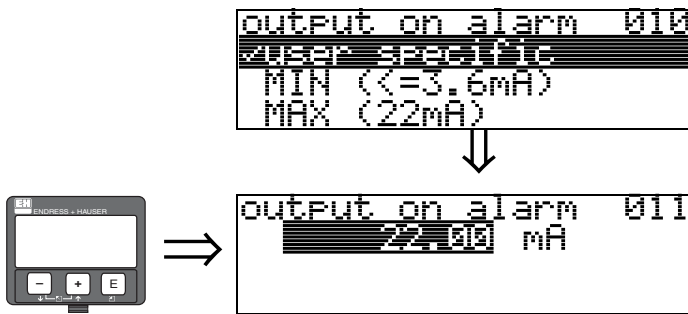 output on alarm 010
✓user specific
MIN (<=3.6mA)
MAX (22mA)
output on alarm 011
22.00 mA
EH
ENDRESS + HAUSER
- + E